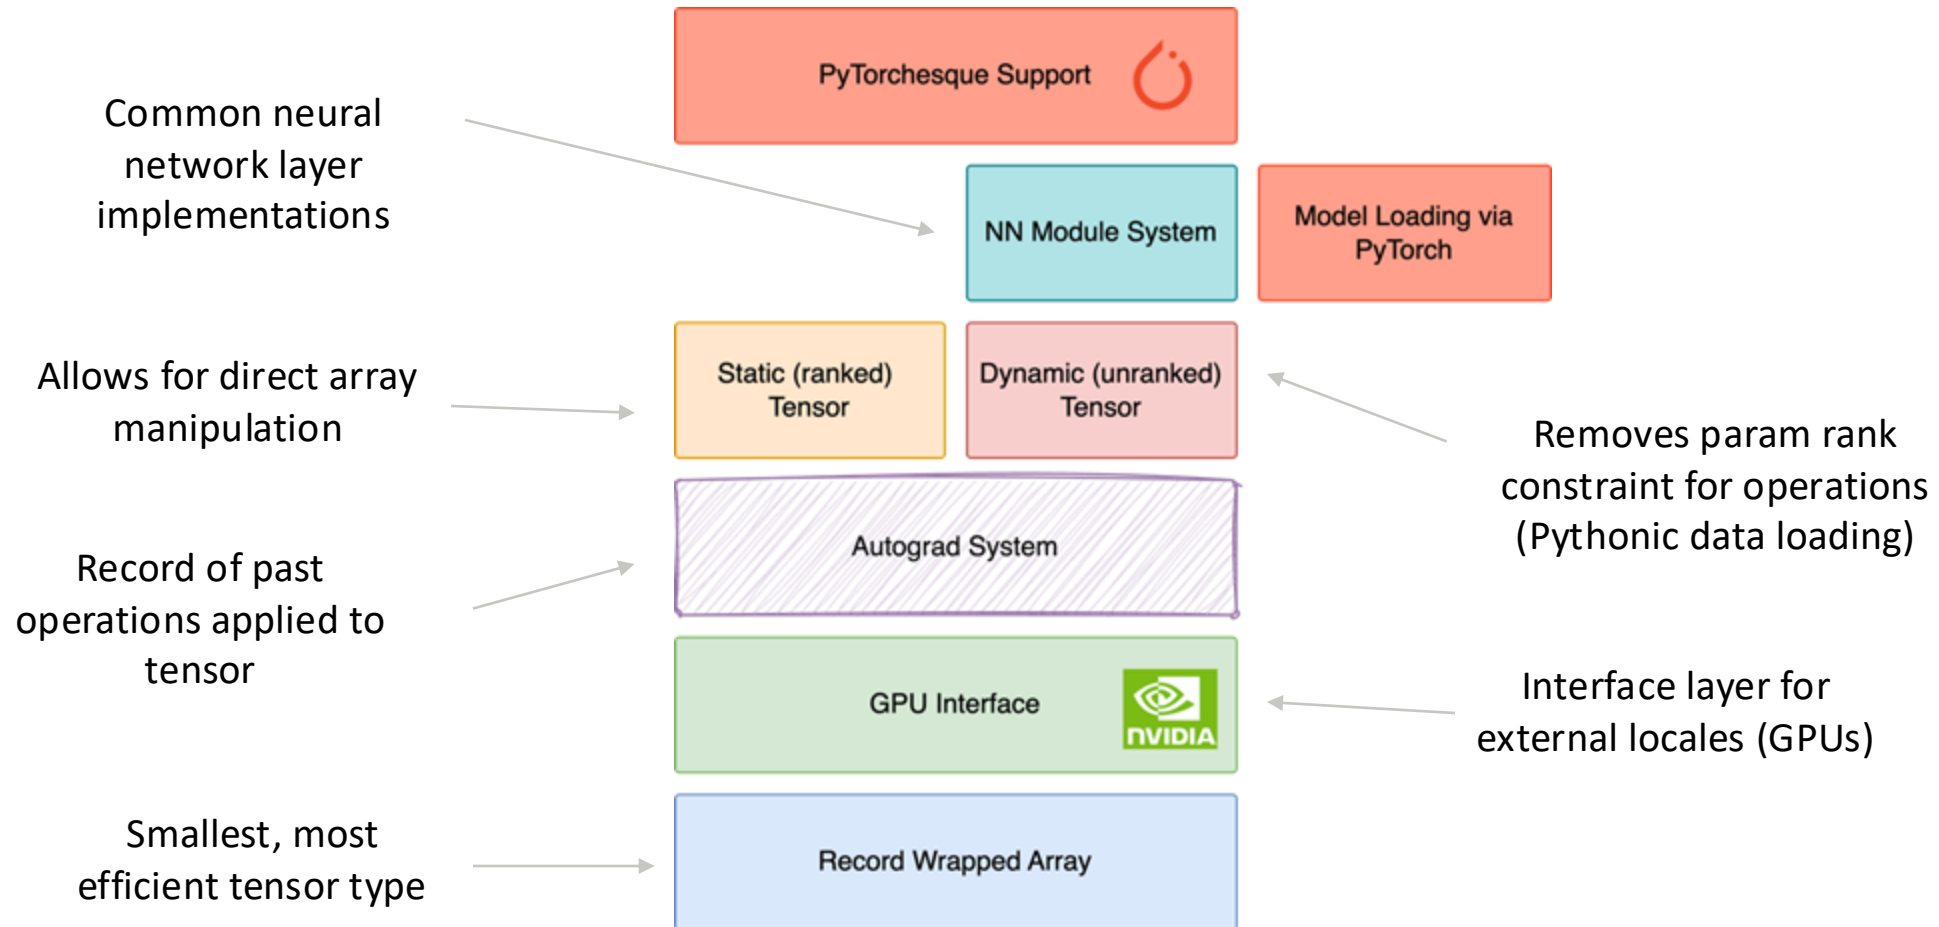 PyTorchesque Support
Common neural
network layer
implementations
NN Module System
Model Loading via
PyTorch
Allows for direct array
manipulation
Static (ranked)
Tensor
Dynamic (unranked)
Tensor
Removes param rank
constraint for operations
(Pythonic data loading)
Autograd System
Record of past
operations applied to
tensor
GPU Interface
NVIDIA
Interface layer for
external locales (GPUs)
Smallest, most
efficient tensor type
Record Wrapped Array